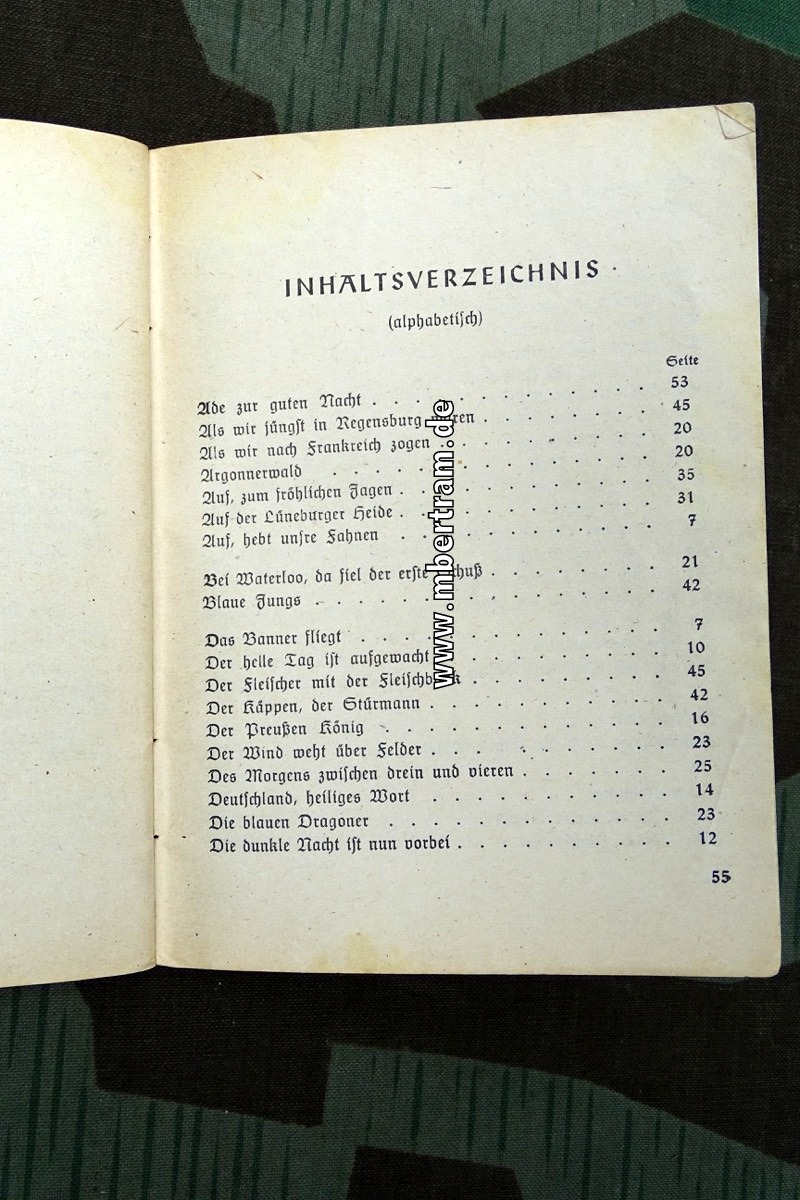 INHALTSVERZEICHNIS
(alphabetisch)
Seite
Ade zur guten Nacht . . . . . . . . . . . . 53
Als wir jüngst in Regensburg waren . . . . . . . 45
Als wir nach Frankreich zogen . . . . . . . . . 20
Argonnerwald . . . . . . . . . . . . . 20
Auf, zum fröhlichen Jagen . . . . . . . . . . 35
Auf der Lüneburger Heide . . . . . . . . . . 31
Auf, hebt unsre Fahnen . . . . . . . . . . 7
Bei Waterloo, da fiel der erste Schuß . . . . . . . 21
Blaue Jungs . . . . . . . . . . . . . 42
Das Banner fliegt . . . . . . . . . . . . 7
Der helle Tag ist aufgewacht . . . . . . . . . 10
Der Fleischer mit der Fleischbank . . . . . . . . 45
Der Käppen, der Stürmann . . . . . . . . . 42
Der Preußen König . . . . . . . . . . . 16
Der Wind weht über Felder . . . . . . . . . 23
Des Morgens zwischen drein und vieren . . . . . . 25
Deutschland, heiliges Wort . . . . . . . . . 14
Die blauen Dragoner . . . . . . . . . . . 23
Die dunkle Nacht ist nun vorbei . . . . . . . . 12
55
www.mbertram.de